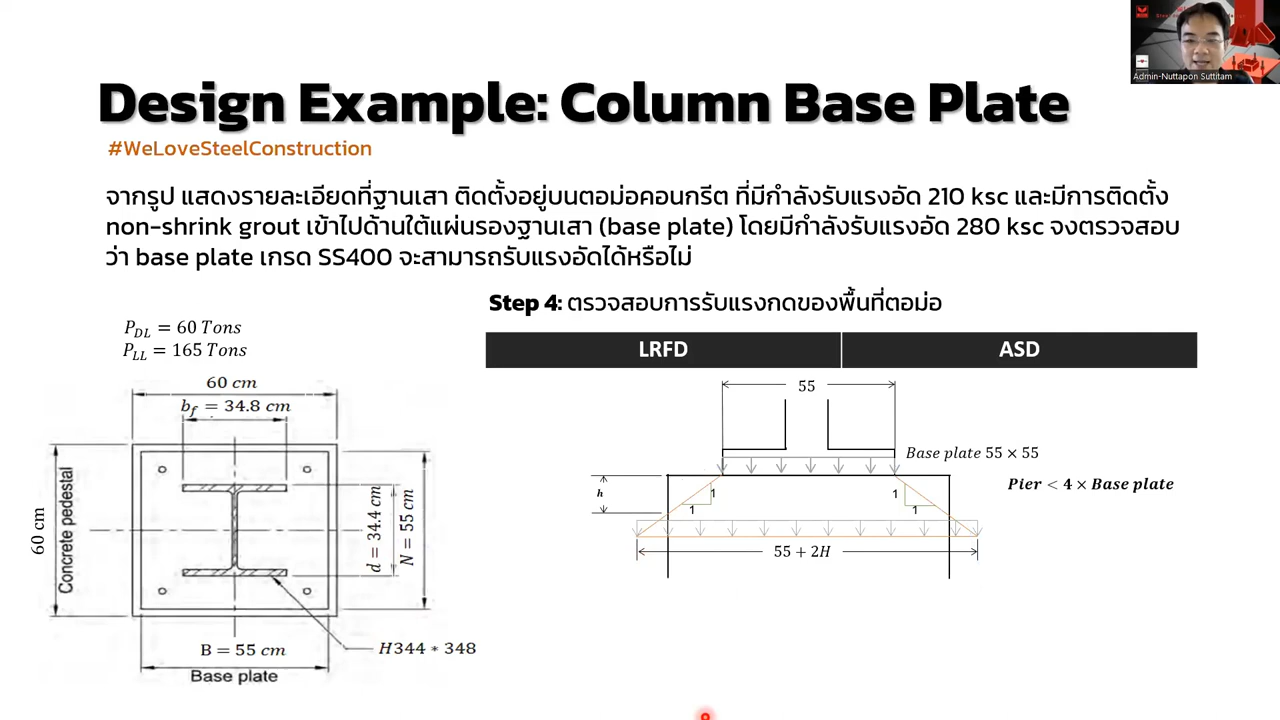 Admin-Nuttapon Suttitam
Design Example: Column Base Plate
#WeLoveSteelConstruction
จากรูป แสดงรายละเอียดที่ฐานเสา ติดตั้งอยู่บนตอม่อคอนกรีต ที่มีกำลังรับแรงอัด 210 ksc และมีการติดตั้ง
non-shrink grout เข้าไปด้านใต้แผ่นรองฐานเสา (base plate) โดยมีกำลังรับแรงอัด 280 ksc จงตรวจสอบ
ว่า base plate เกรด SS400 จะสามารถรับแรงอัดได้หรือไม่
Step 4: ตรวจสอบการรับแรงกดของพื้นที่ตอม่อ
P_DL = 60 Tons
P_LL = 165 Tons
LRFD
ASD
60 cm
b_f = 34.8 cm
60 cm
Concrete pedestal
d = 34.4 cm
N = 55 cm
B = 55 cm
H344 * 348
Base plate
55
Base plate 55 × 55
Pier < 4 × Base plate
h
1
1
1
1
55 + 2H